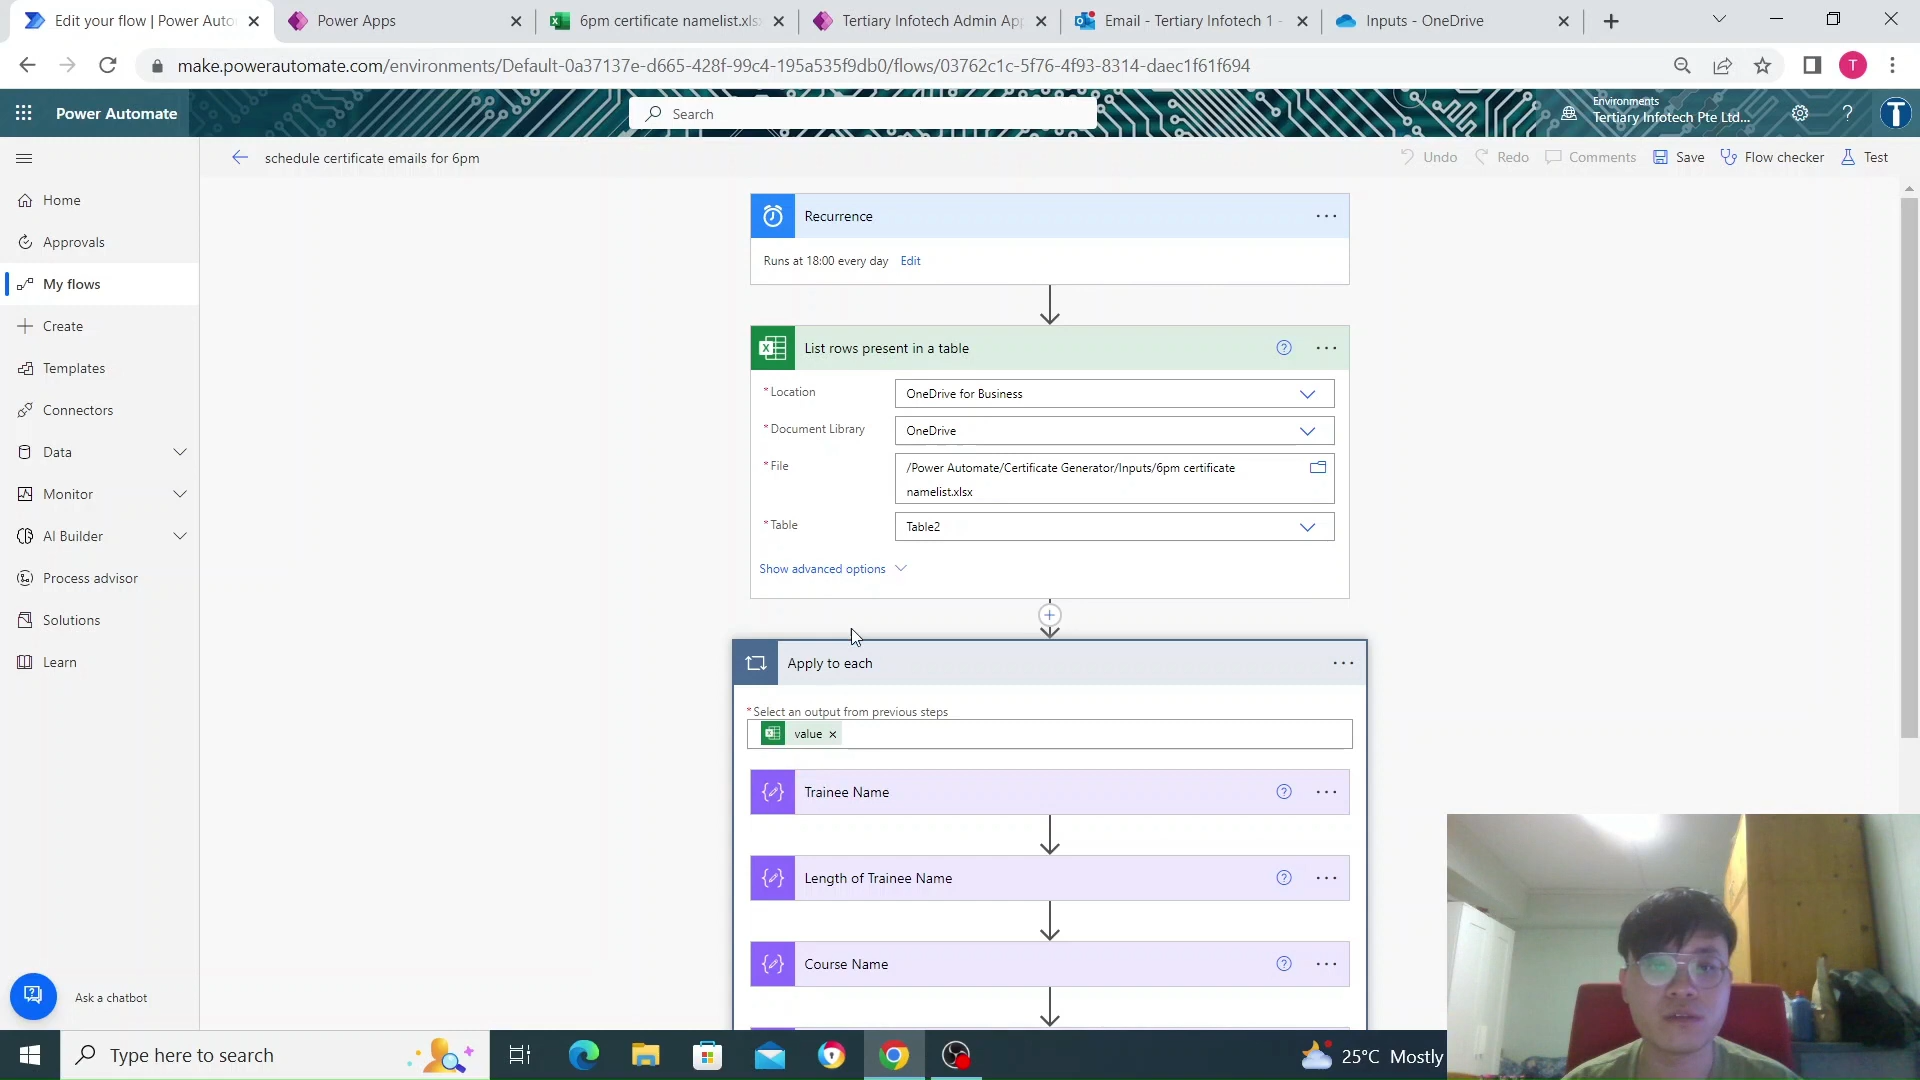 Edit your flow | Power Auto
Power Apps
6pm certificate namelist.xls
Tertiary Infotech Admin App
Email - Tertiary Infotech 1 -
Inputs - OneDrive
make.powerautomate.com/environments/Default-0a37137e-d665-428f-99c4-195a535f9db0/flows/03762c1c-5f76-4f93-8314-daec1f61f694
T
Power Automate
Search
Environments
Tertiary Infotech Pte Ltd...
?
T
schedule certificate emails for 6pm
Undo
Redo
Comments
Save
Flow checker
Test
Home
Approvals
My flows
Create
Templates
Connectors
Data
Monitor
AI Builder
Process advisor
Solutions
Learn
Ask a chatbot
Recurrence
Runs at 18:00 every day Edit
List rows present in a table
* Location
OneDrive for Business
* Document Library
OneDrive
* File
/Power Automate/Certificate Generator/Inputs/6pm certificate
namelist.xlsx
* Table
Table2
Show advanced options
Apply to each
* Select an output from previous steps
value
Trainee Name
Length of Trainee Name
Course Name
Type here to search
25°C Mostly